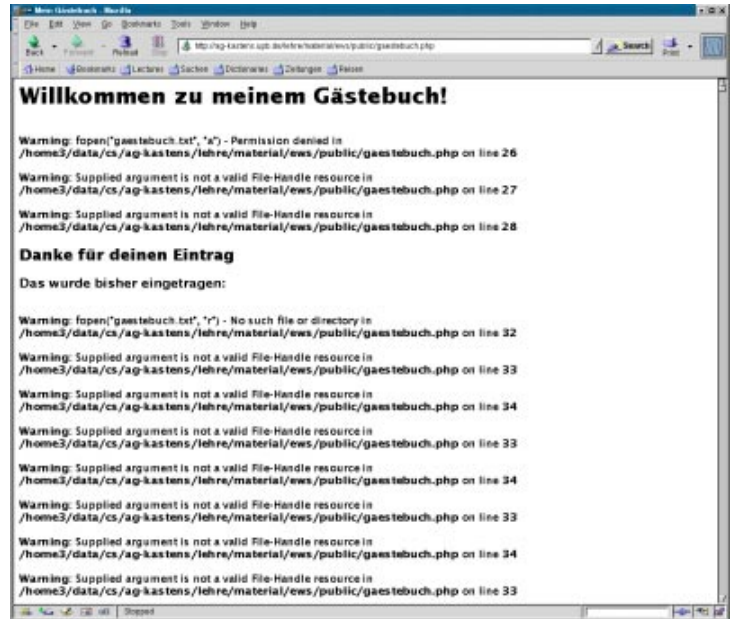 Mein Gästebuch - Mozilla
File Edit View Go Bookmarks Tools Window Help
Back Forward Reload Stop http://ag-kastens.upb.de/lehre/material/ews/public/gaestebuch.php Search Print
Home Bookmarks Lectures Suchen Dictionaries Zeitungen Reisen
Willkommen zu meinem Gästebuch!
Warning: fopen("gaestebuch.txt", "a") - Permission denied in
/home3/data/cs/ag-kastens/lehre/material/ews/public/gaestebuch.php on line 26
Warning: Supplied argument is not a valid File-Handle resource in
/home3/data/cs/ag-kastens/lehre/material/ews/public/gaestebuch.php on line 27
Warning: Supplied argument is not a valid File-Handle resource in
/home3/data/cs/ag-kastens/lehre/material/ews/public/gaestebuch.php on line 28
Danke für deinen Eintrag
Das wurde bisher eingetragen:
Warning: fopen("gaestebuch.txt", "r") - No such file or directory in
/home3/data/cs/ag-kastens/lehre/material/ews/public/gaestebuch.php on line 32
Warning: Supplied argument is not a valid File-Handle resource in
/home3/data/cs/ag-kastens/lehre/material/ews/public/gaestebuch.php on line 33
Warning: Supplied argument is not a valid File-Handle resource in
/home3/data/cs/ag-kastens/lehre/material/ews/public/gaestebuch.php on line 34
Warning: Supplied argument is not a valid File-Handle resource in
/home3/data/cs/ag-kastens/lehre/material/ews/public/gaestebuch.php on line 33
Warning: Supplied argument is not a valid File-Handle resource in
/home3/data/cs/ag-kastens/lehre/material/ews/public/gaestebuch.php on line 34
Warning: Supplied argument is not a valid File-Handle resource in
/home3/data/cs/ag-kastens/lehre/material/ews/public/gaestebuch.php on line 33
Warning: Supplied argument is not a valid File-Handle resource in
/home3/data/cs/ag-kastens/lehre/material/ews/public/gaestebuch.php on line 34
Warning: Supplied argument is not a valid File-Handle resource in
/home3/data/cs/ag-kastens/lehre/material/ews/public/gaestebuch.php on line 33
Stopped